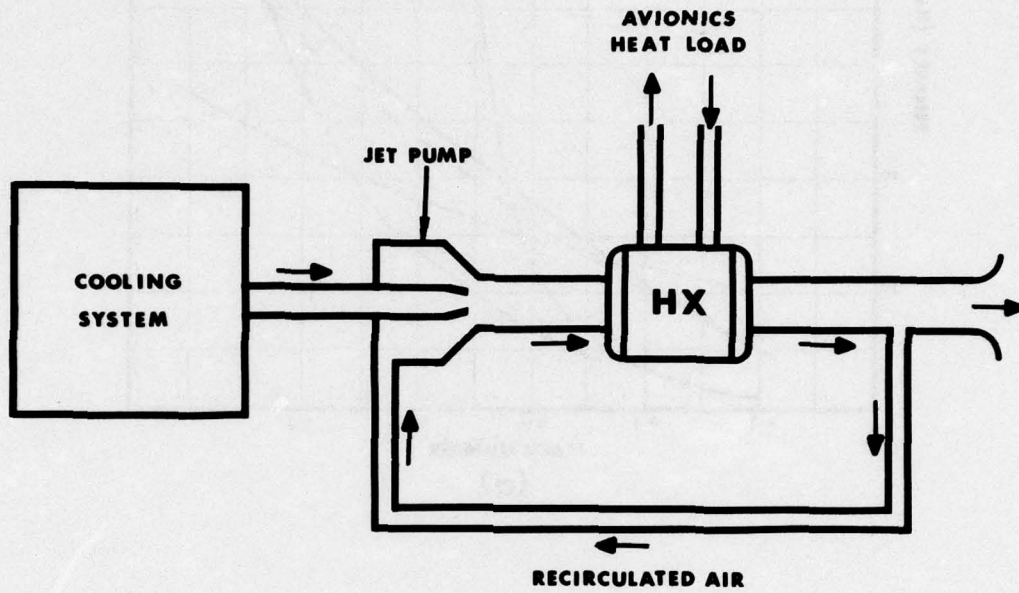 AVIONICS
HEAT LOAD
JET PUMP
COOLING
SYSTEM
HX
RECIRCULATED AIR